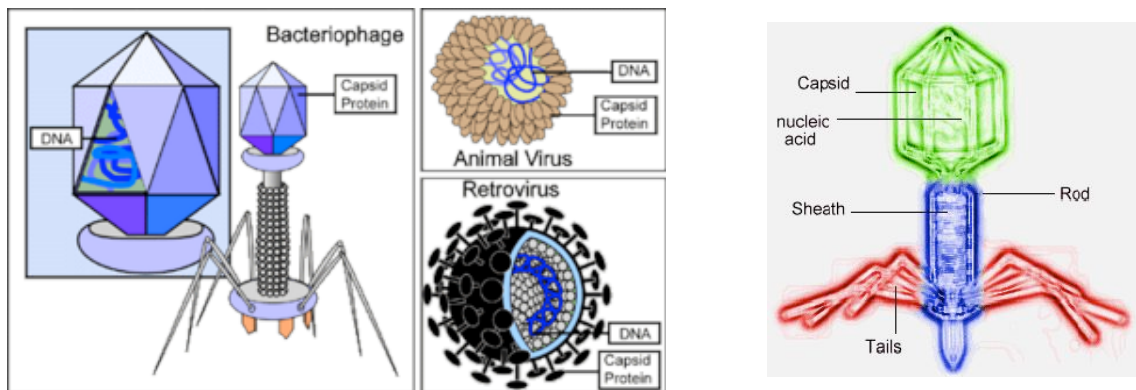 Bacteriophage
Capsid
Protein
DNA
DNA
Capsid
Protein
Animal Virus
Retrovirus
DNA
Capsid
Protein
Capsid
nucleic
acid
Rod
Sheath
Tails